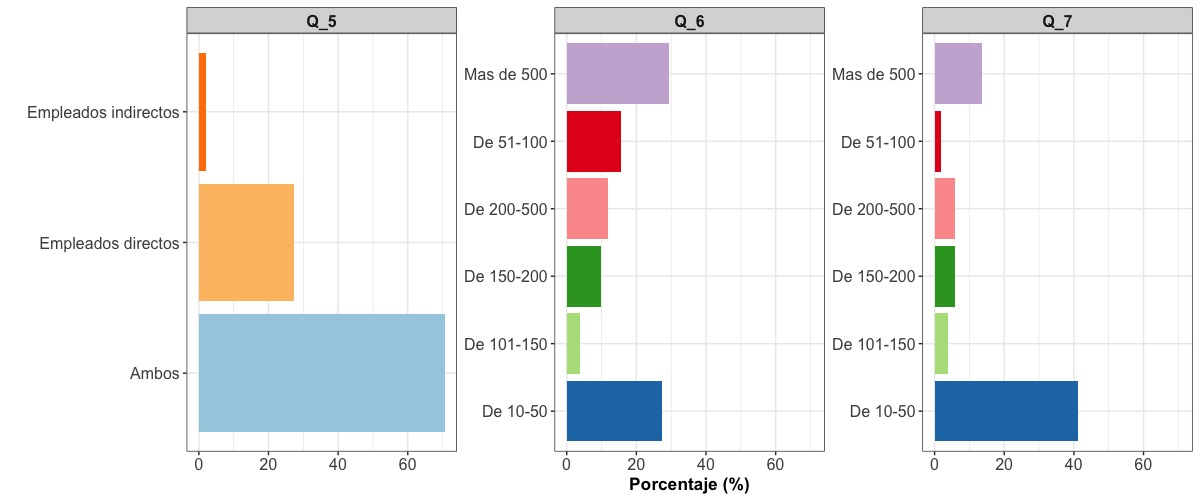 Q_5
Empleados indirectos
Empleados directos
Ambos
0 20 40 60
Q_6
Mas de 500
De 51-100
De 200-500
De 150-200
De 101-150
De 10-50
0 20 40 60
Q_7
Mas de 500
De 51-100
De 200-500
De 150-200
De 101-150
De 10-50
0 20 40 60
Porcentaje (%)